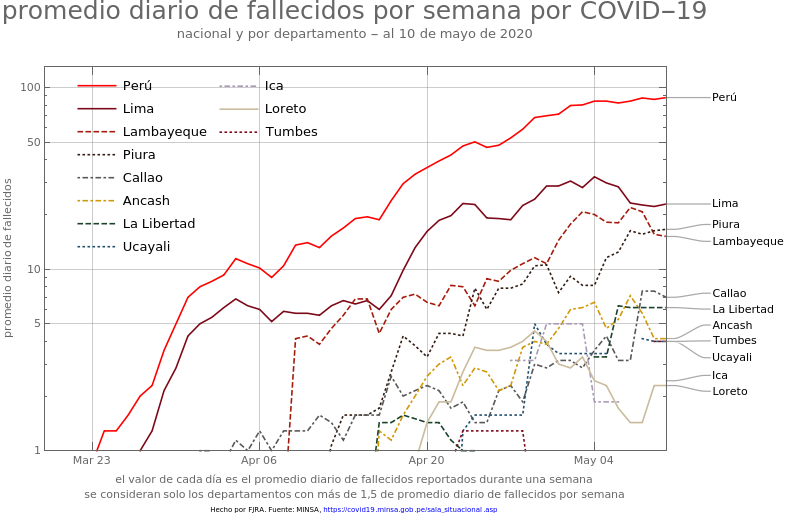 promedio diario de fallecidos por semana por COVID−19
nacional y por departamento − al 10 de mayo de 2020
promedio diario de fallecidos
100
50
10
5
1
Mar 23
Apr 06
Apr 20
May 04
Perú
Lima
Lambayeque
Piura
Callao
Ancash
La Libertad
Ucayali
Ica
Loreto
Tumbes
Perú
Lima
Piura
Lambayeque
Callao
La Libertad
Ancash
Tumbes
Ucayali
Ica
Loreto
el valor de cada día es el promedio diario de fallecidos reportados durante una semana
se consideran solo los departamentos con más de 1,5 de promedio diario de fallecidos por semana
Hecho por FJRA. Fuente: MINSA, https://covid19.minsa.gob.pe/sala_situacional .asp